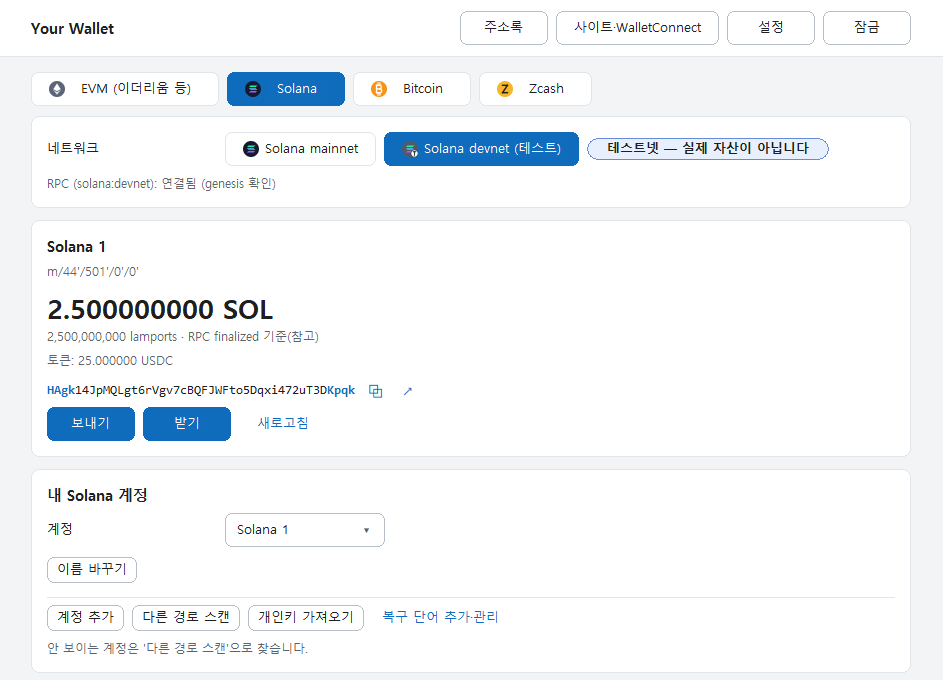 Your Wallet
주소록
사이트·WalletConnect
설정
잠금
EVM (이더리움 등)
Solana
Bitcoin
Zcash
네트워크
Solana mainnet
Solana devnet (테스트)
테스트넷 — 실제 자산이 아닙니다
RPC (solana:devnet): 연결됨 (genesis 확인)
Solana 1
m/44'/501'/0'/0'
2.500000000 SOL
2,500,000,000 lamports · RPC finalized 기준(참고)
토큰: 25.000000 USDC
HAgk14JpMQLgt6rVgv7cBQFJWFto5Dqxi472uT3DKpqk
보내기
받기
새로고침
내 Solana 계정
계정
Solana 1
이름 바꾸기
계정 추가
다른 경로 스캔
개인키 가져오기
복구 단어 추가·관리
안 보이는 계정은 '다른 경로 스캔'으로 찾습니다.